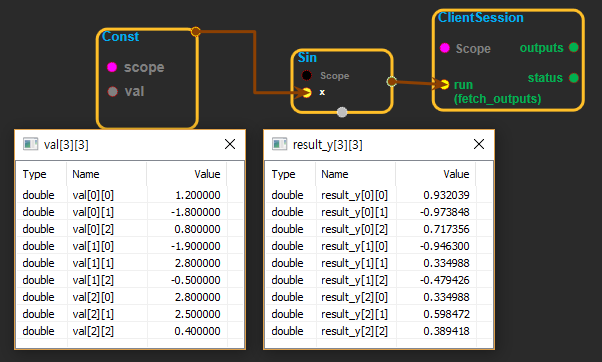 Const
scope
val
Sin
Scope
x
ClientSession
Scope
outputs
status
run
(fetch_outputs)
val[3][3]
Type Name Value
double val[0][0] 1.200000
double val[0][1] -1.800000
double val[0][2] 0.800000
double val[1][0] -1.900000
double val[1][1] 2.800000
double val[1][2] -0.500000
double val[2][0] 2.800000
double val[2][1] 2.500000
double val[2][2] 0.400000
result_y[3][3]
Type Name Value
double result_y[0][0] 0.932039
double result_y[0][1] -0.973848
double result_y[0][2] 0.717356
double result_y[1][0] -0.946300
double result_y[1][1] 0.334988
double result_y[1][2] -0.479426
double result_y[2][0] 0.334988
double result_y[2][1] 0.598472
double result_y[2][2] 0.389418